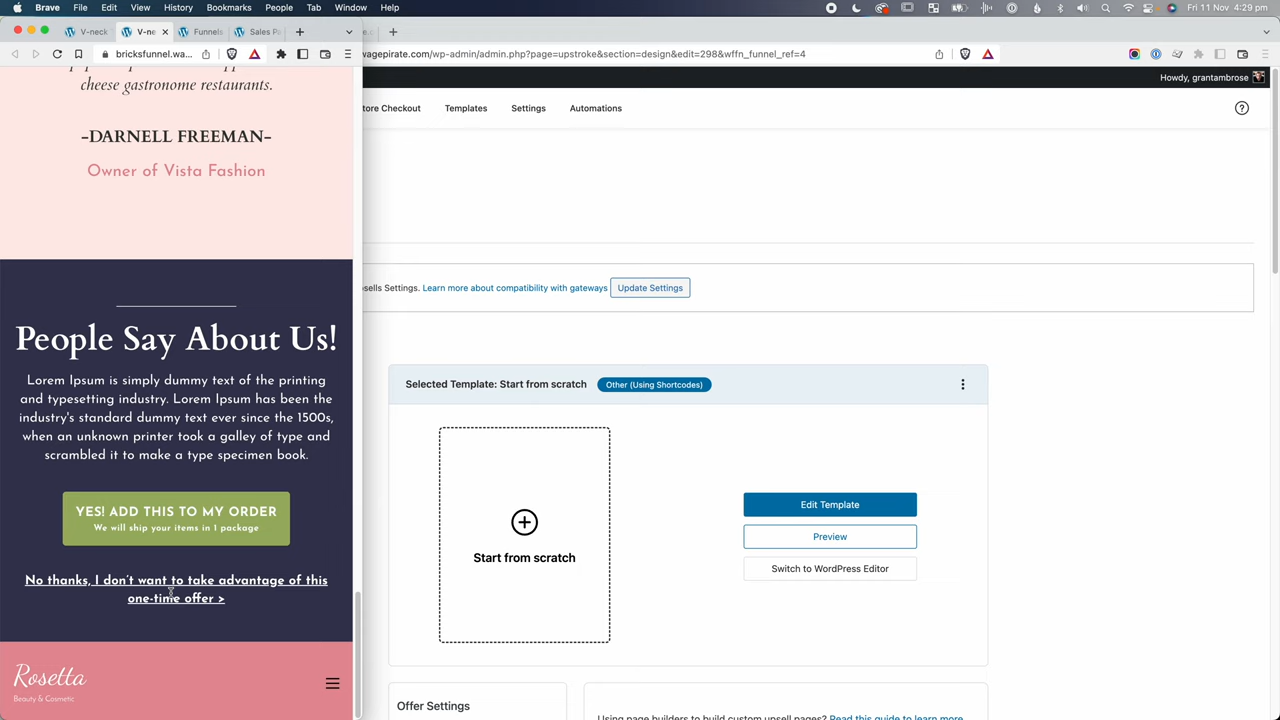 Brave File Edit View History Bookmarks People Tab Window Help
V-neck
V-ne
Funnels
Sales Pa
bricksfunnel.wa...
vagepirate.com/wp-admin/admin.php?page=upstroke&section=design&edit=298&wffn_funnel_ref=4
Howdy, grantambrose
tore Checkout Templates Settings Automations
cheese gastronome restaurants.
-DARNELL FREEMAN-
Owner of Vista Fashion
sells Settings. Learn more about compatibility with gateways Update Settings
People Say About Us!
Lorem Ipsum is simply dummy text of the printing
and typesetting industry. Lorem Ipsum has been the
industry's standard dummy text ever since the 1500s,
when an unknown printer took a galley of type and
scrambled it to make a type specimen book.
YES! ADD THIS TO MY ORDER
We will ship your items in 1 package
No thanks, I don't want to take advantage of this
one-time offer >
Rosetta
Beauty & Cosmetic
Selected Template: Start from scratch Other (Using Shortcodes)
Start from scratch
Edit Template
Preview
Switch to WordPress Editor
Offer Settings
Using page builders to build custom upsell pages? Read this guide to learn more